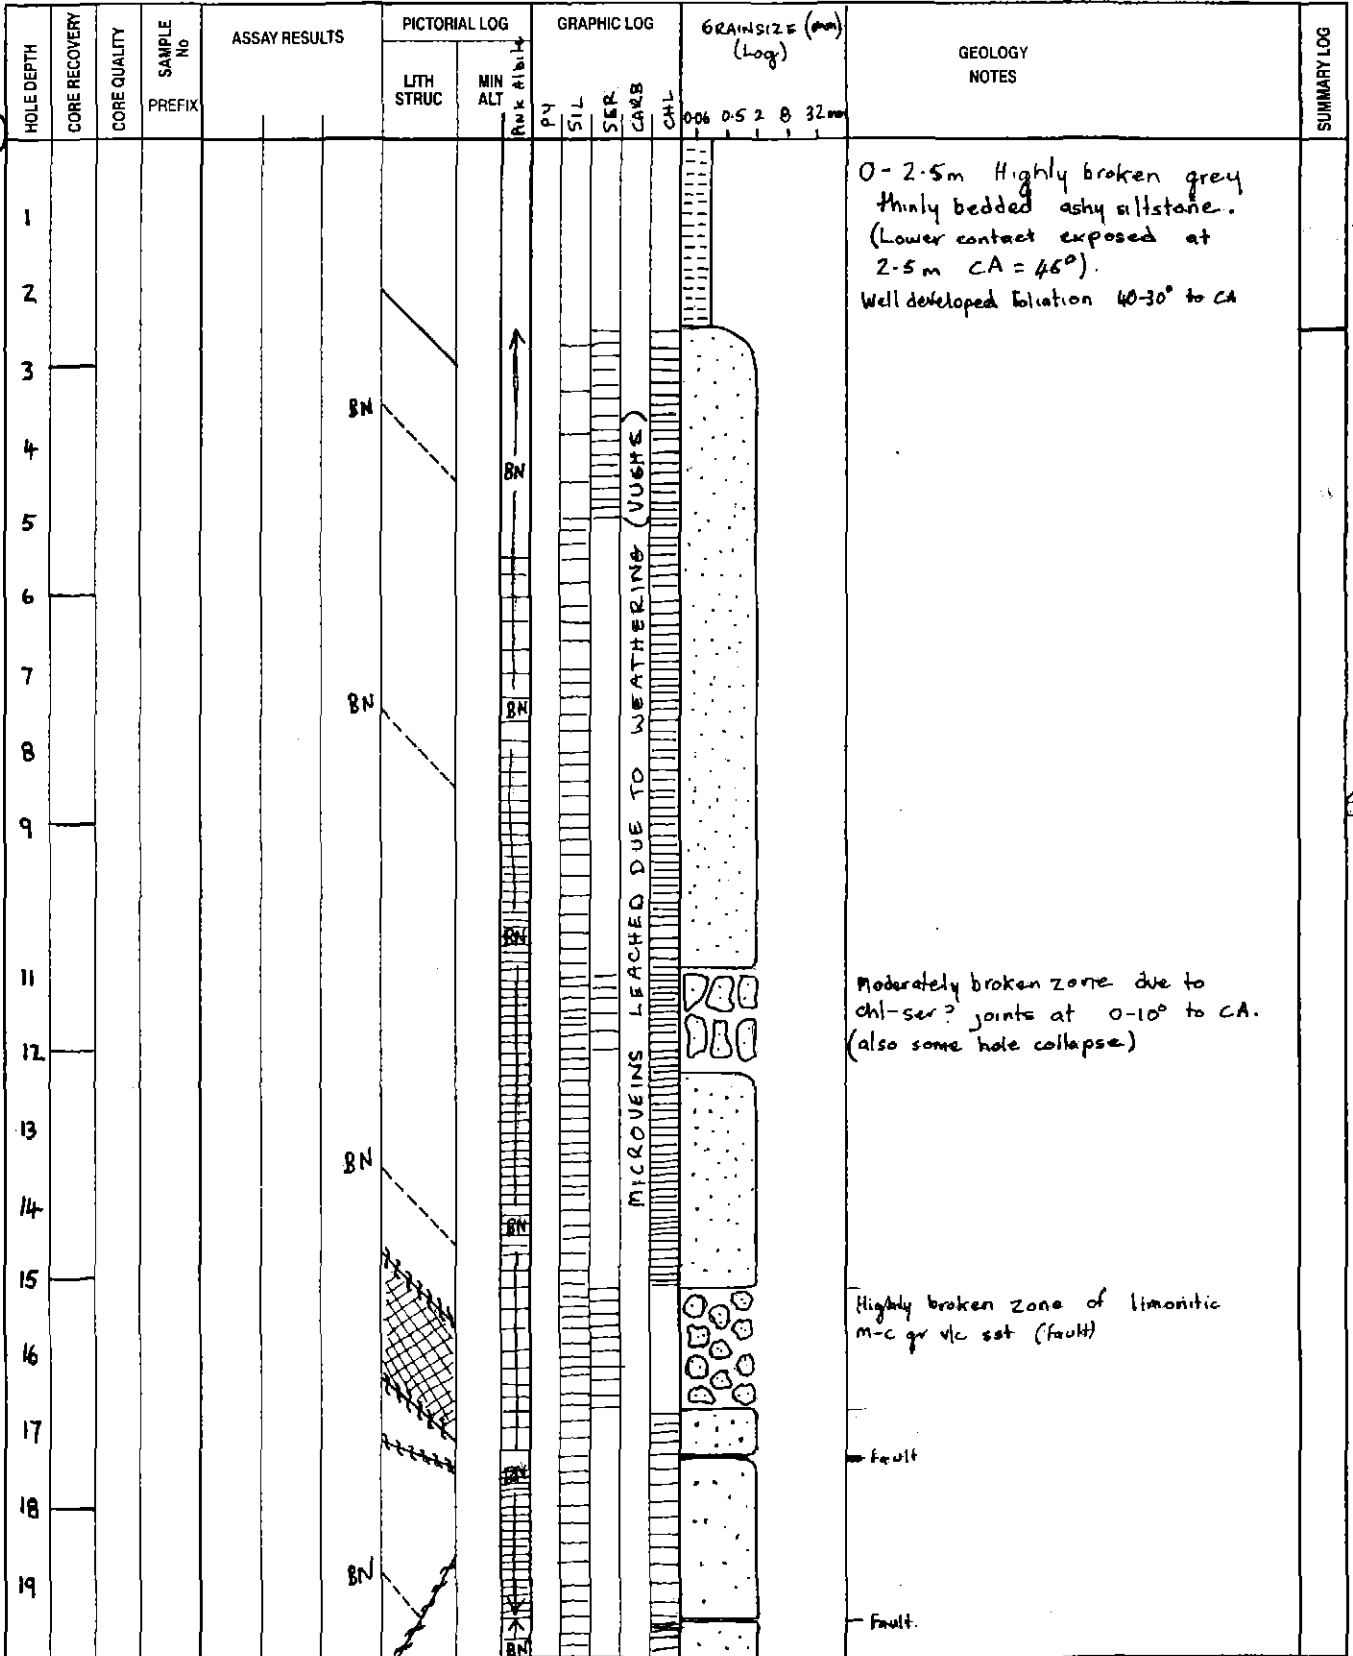 HOLE DEPTH
CORE RECOVERY
CORE QUALITY
SAMPLE No
PREFIX
ASSAY RESULTS
PICTORIAL LOG
LITH STRUC
MIN ALT
Pink Albite
GRAPHIC LOG
PY
SIL
SER
CARB
CHL
GRAINSIZE (mm)
(Log)
0.06 0.5 2 8 32 mm
GEOLOGY
NOTES
SUMMARY LOG
0 - 2.5m Highly broken grey
thinly bedded ashy siltstone.
(Lower contact exposed at
2.5m CA = 46°).
Well developed foliation 40-30° to CA
1
2
3
BN
4
BN
5
6
7
BN
BN
8
9
BN
11
12
13
BN
14
BN
15
16
17
BN
18
19
BN
BN
MICROVEINS LEACHED DUE TO WEATHERING (VUGHS)
Moderately broken zone due to
chl-ser? joints at 0-10° to CA.
(also some hole collapse)
Highly broken zone of limonitic
m-c gr v/c sst (fault)
Fault
Fault.